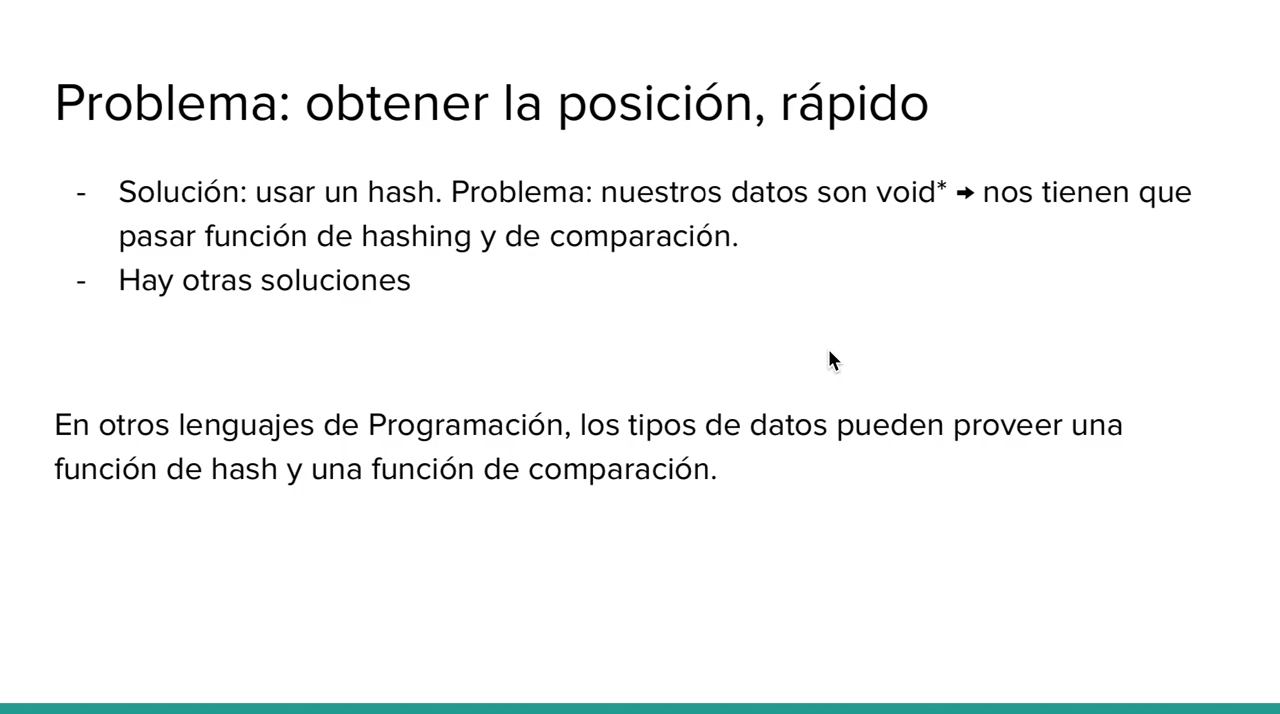 Problema: obtener la posición, rápido
- Solución: usar un hash. Problema: nuestros datos son void* → nos tienen que
pasar función de hashing y de comparación.
- Hay otras soluciones
En otros lenguajes de Programación, los tipos de datos pueden proveer una
función de hash y una función de comparación.